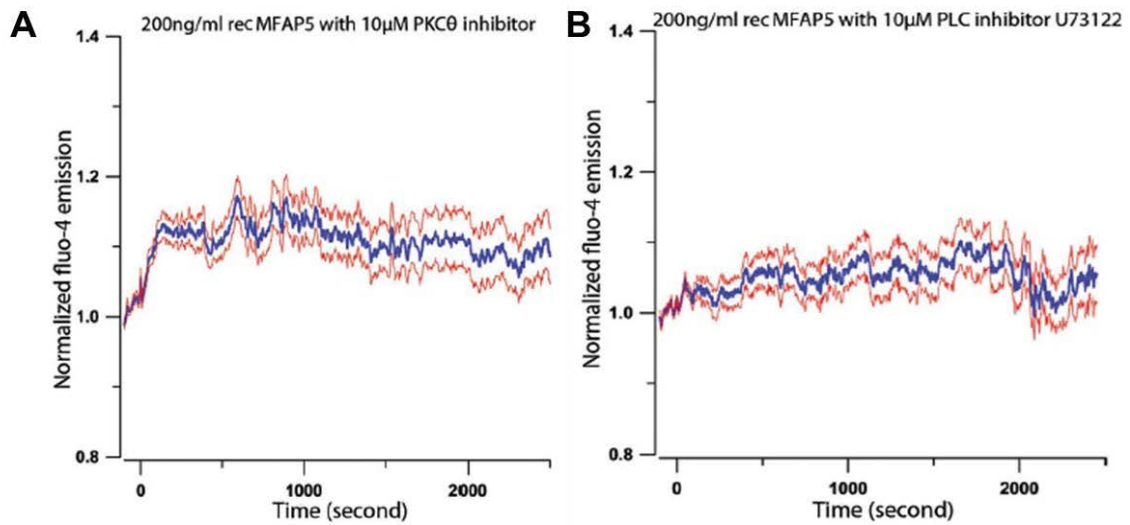 A
200ng/ml rec MFAP5 with 10µM PKCθ inhibitor
1.4
1.2
1.0
0.8
Normalized fluo-4 emission
0
1000
2000
Time (second)
B
200ng/ml rec MFAP5 with 10µM PLC inhibitor U73122
1.4
1.2
1.0
0.8
Normalized fluo-4 emission
0
1000
2000
Time (second)